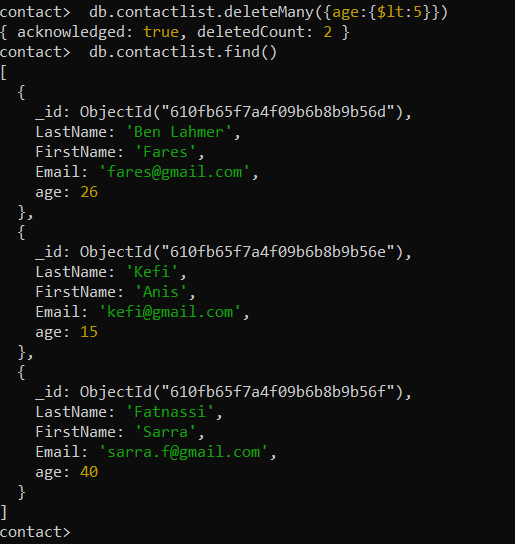 contact>  db.contactlist.deleteMany({age:{$lt:5}})
{ acknowledged: true, deletedCount: 2 }
contact>  db.contactlist.find()
[
  {
    _id: ObjectId("610fb65f7a4f09b6b8b9b56d"),
    LastName: 'Ben Lahmer',
    FirstName: 'Fares',
    Email: 'fares@gmail.com',
    age: 26
  },
  {
    _id: ObjectId("610fb65f7a4f09b6b8b9b56e"),
    LastName: 'Kefi',
    FirstName: 'Anis',
    Email: 'kefi@gmail.com',
    age: 15
  },
  {
    _id: ObjectId("610fb65f7a4f09b6b8b9b56f"),
    LastName: 'Fatnassi',
    FirstName: 'Sarra',
    Email: 'sarra.f@gmail.com',
    age: 40
  }
]
contact>